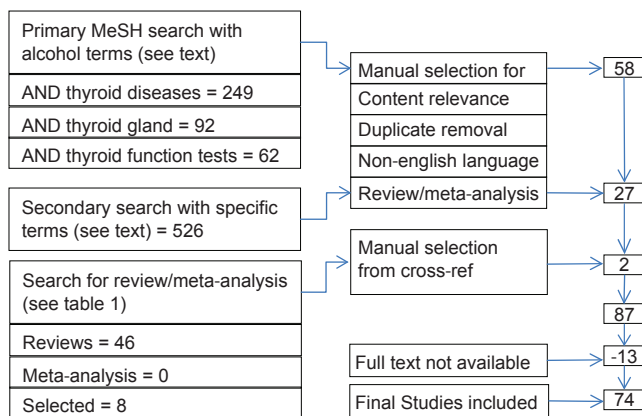 Primary MeSH search with
alcohol terms (see text)
AND thyroid diseases = 249
AND thyroid gland = 92
AND thyroid function tests = 62
Secondary search with specific
terms (see text) = 526
Search for review/meta-analysis
(see table 1)
Reviews = 46
Meta-analysis = 0
Selected = 8
Manual selection for
Content relevance
Duplicate removal
Non-english language
Review/meta-analysis
Manual selection
from cross-ref
Full text not available
Final Studies included
58
27
2
87
-13
74